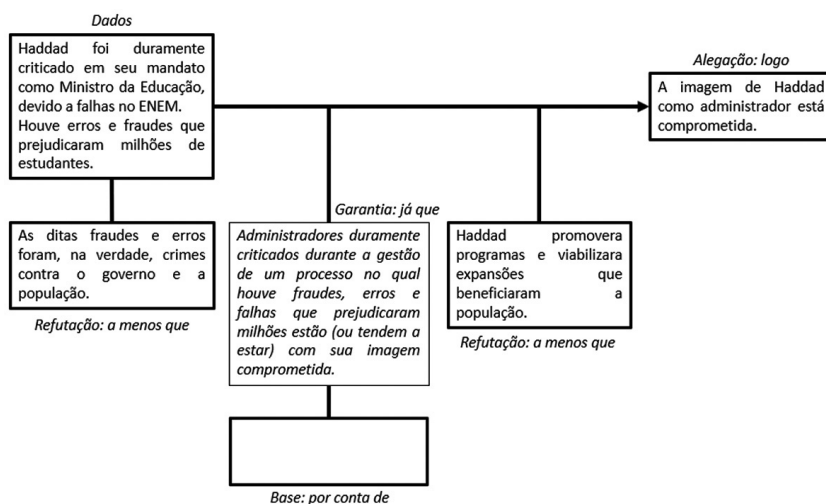 Dados
Haddad foi duramente
criticado em seu mandato
como Ministro da Educação,
devido a falhas no ENEM.
Houve erros e fraudes que
prejudicaram milhões de
estudantes.
Alegação: logo
A imagem de Haddad
como administrador está
comprometida.
As ditas fraudes e erros
foram, na verdade, crimes
contra o governo e a
população.
Refutação: a menos que
Garantia: já que
Administradores duramente
criticados durante a gestão
de um processo no qual
houve fraudes, erros e
falhas que prejudicaram
milhões estão (ou tendem a
estar) com sua imagem
comprometida.
Haddad promovera
programas e viabilizara
expansões que
beneficiaram a
população.
Refutação: a menos que
Base: por conta de